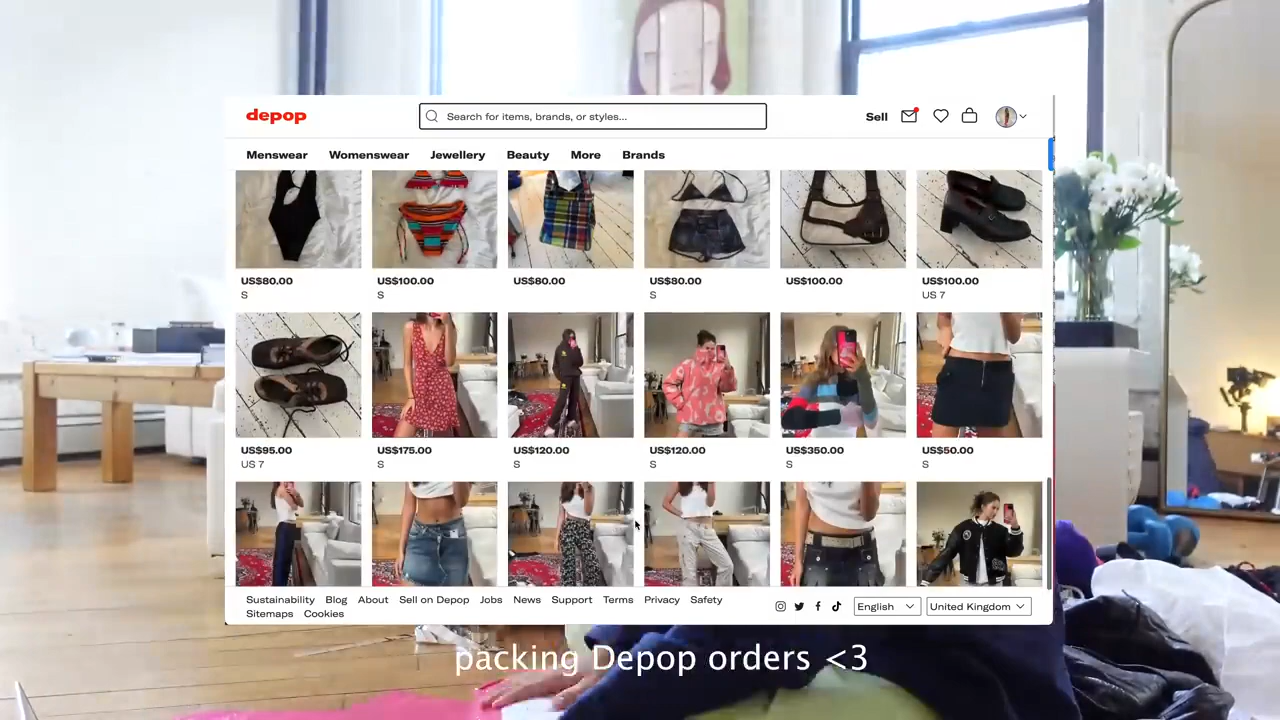 depop
Search for items, brands, or styles...
Sell
Menswear Womenswear Jewellery Beauty More Brands
US$80.00 US$100.00 US$80.00 US$80.00 US$100.00 US$100.00
S S S US 7
US$95.00 US$175.00 US$120.00 US$120.00 US$350.00 US$50.00
US 7 S S S S S
Sustainability Blog About Sell on Depop Jobs News Support Terms Privacy Safety
English United Kingdom
Sitemaps Cookies
packing Depop orders <3